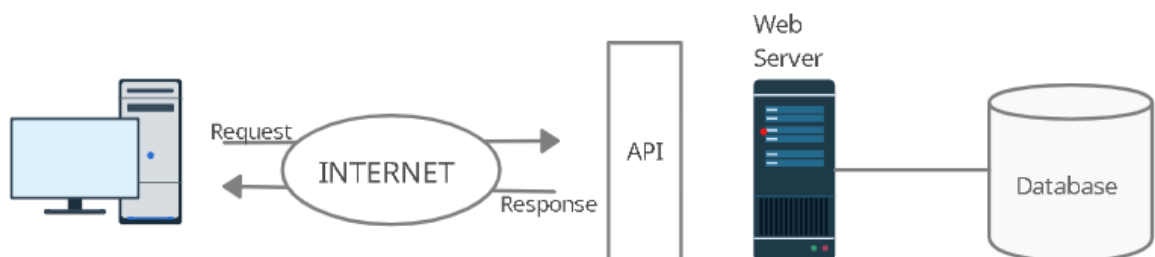 Web
Server
Request
INTERNET
API
Response
Database